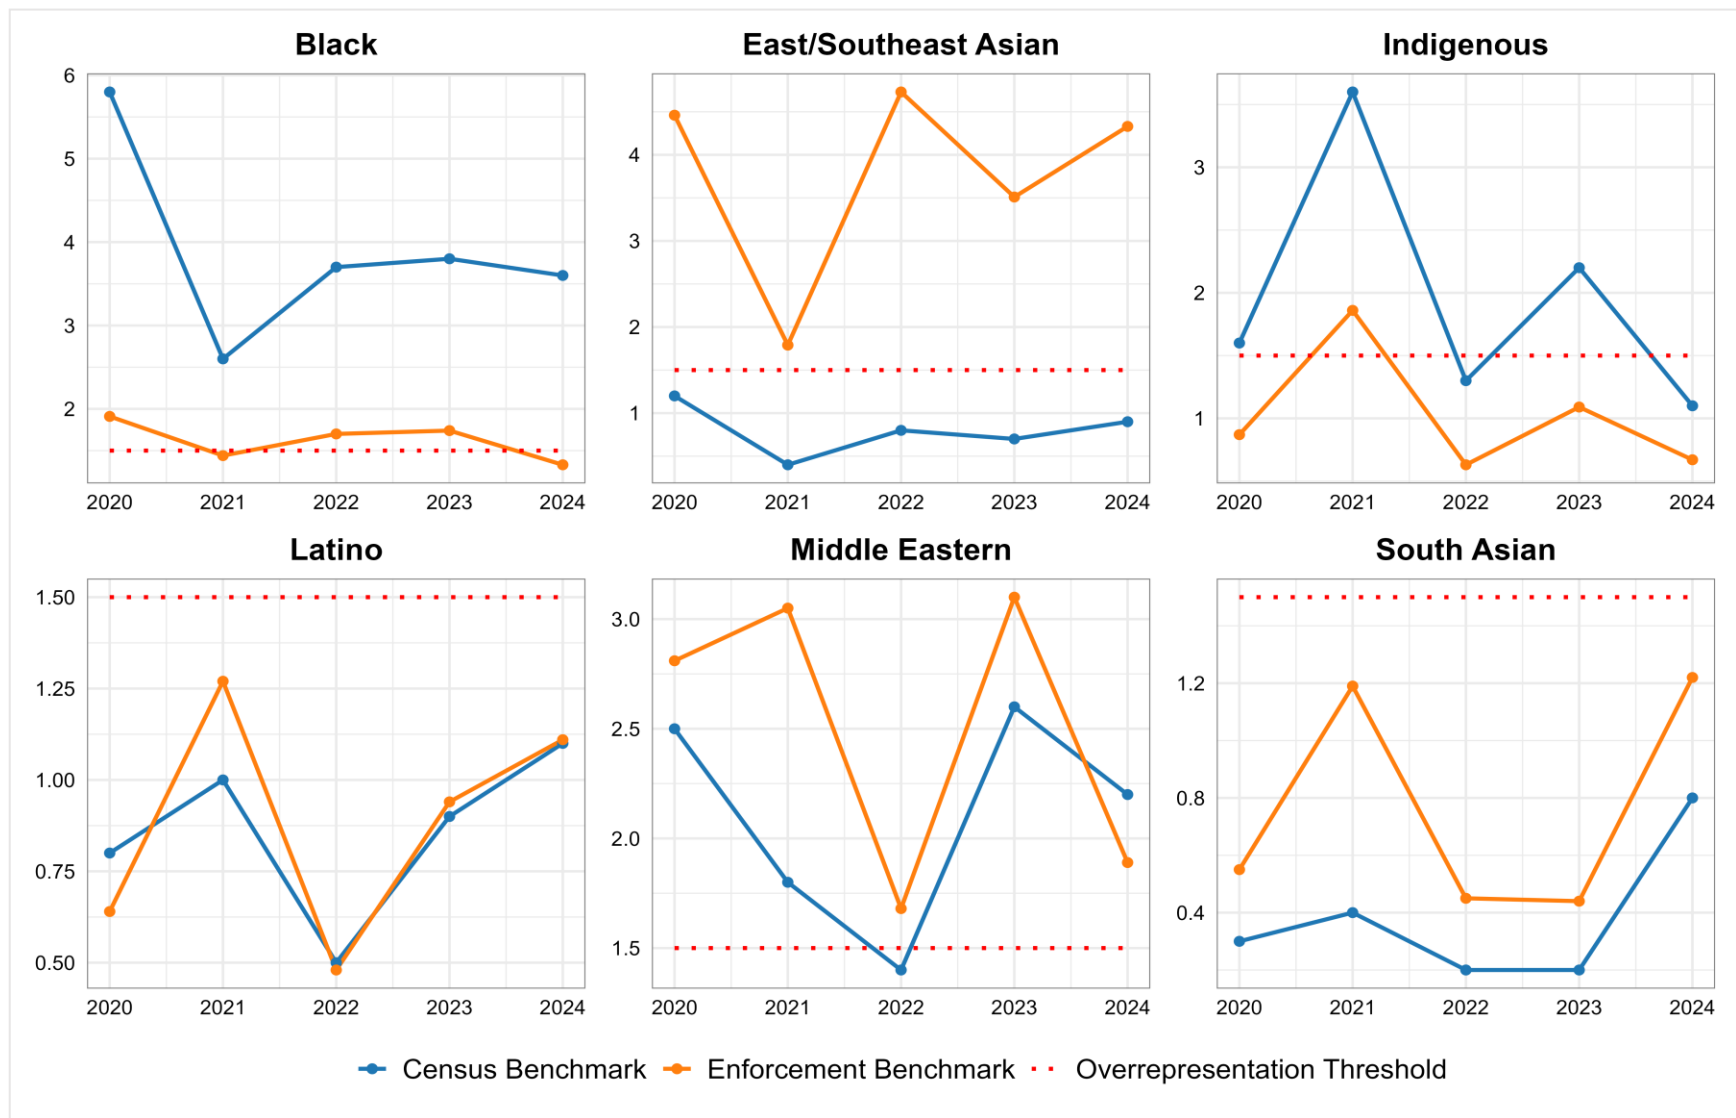 Black
East/Southeast Asian
Indigenous
6
5
4
3
2
2020 2021 2022 2023 2024
4
3
2
1
2020 2021 2022 2023 2024
3
2
1
2020 2021 2022 2023 2024
Latino
Middle Eastern
South Asian
1.50
1.25
1.00
0.75
0.50
2020 2021 2022 2023 2024
3.0
2.5
2.0
1.5
2020 2021 2022 2023 2024
1.2
0.8
0.4
2020 2021 2022 2023 2024
Census Benchmark Enforcement Benchmark Overrepresentation Threshold